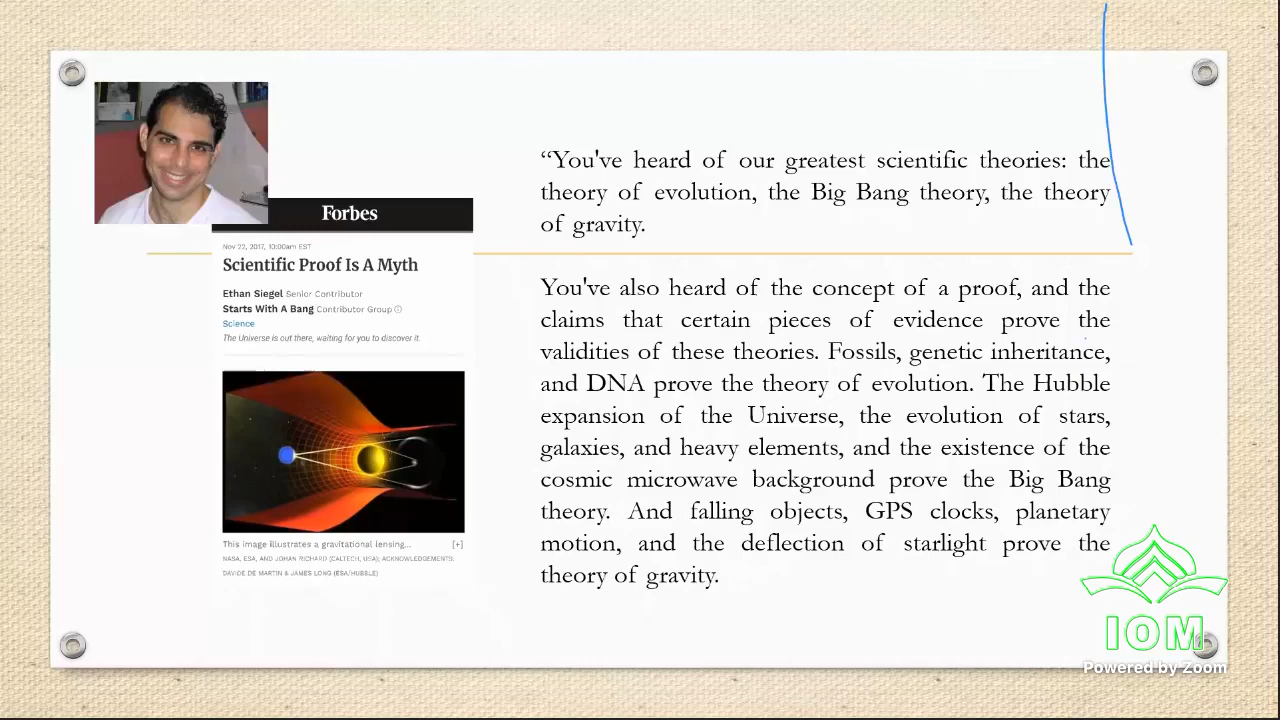 Forbes
Nov 22, 2017, 10:00am EST
Scientific Proof Is A Myth
Ethan Siegel Senior Contributor
Starts With A Bang Contributor Group
Science
The Universe is out there, waiting for you to discover it.
This image illustrates a gravitational lensing... [+]
NASA, ESA, AND JOHAN RICHARD (CALTECH, USA); ACKNOWLEDGEMENTS:
DAVIDE DE MARTIN & JAMES LONG (ESA/HUBBLE)
“You've heard of our greatest scientific theories: the
theory of evolution, the Big Bang theory, the theory
of gravity.
You've also heard of the concept of a proof, and the
claims that certain pieces of evidence prove the
validities of these theories. Fossils, genetic inheritance,
and DNA prove the theory of evolution. The Hubble
expansion of the Universe, the evolution of stars,
galaxies, and heavy elements, and the existence of the
cosmic microwave background prove the Big Bang
theory. And falling objects, GPS clocks, planetary
motion, and the deflection of starlight prove the
theory of gravity.
IOM
Powered by Zoom